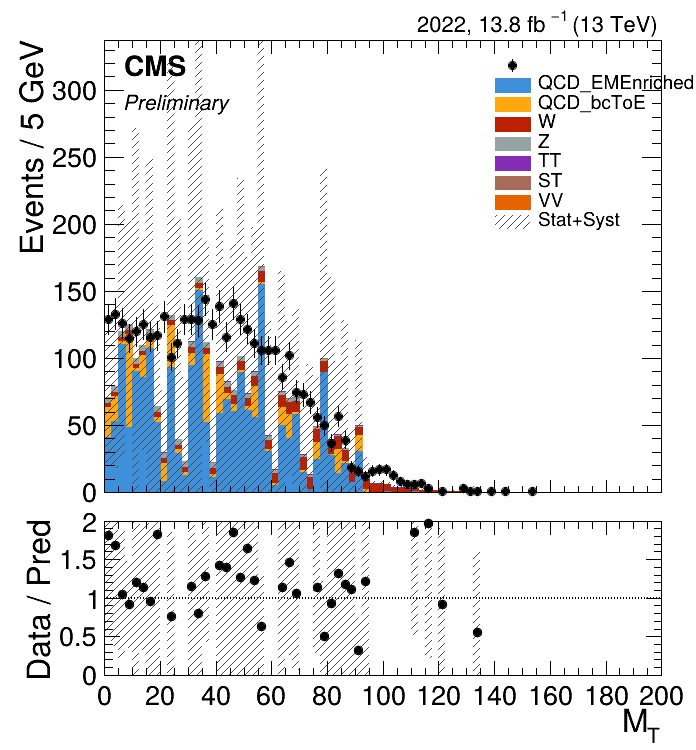 2022, 13.8 fb⁻¹ (13 TeV)
CMS
Preliminary
QCD_EMEnriched
QCD_bcToE
W
Z
TT
ST
VV
Stat+Syst
Events / 5 GeV
300
250
200
150
100
50
0
Data / Pred
2
1.5
1
0.5
0
0 20 40 60 80 100 120 140 160 180 200
M_T